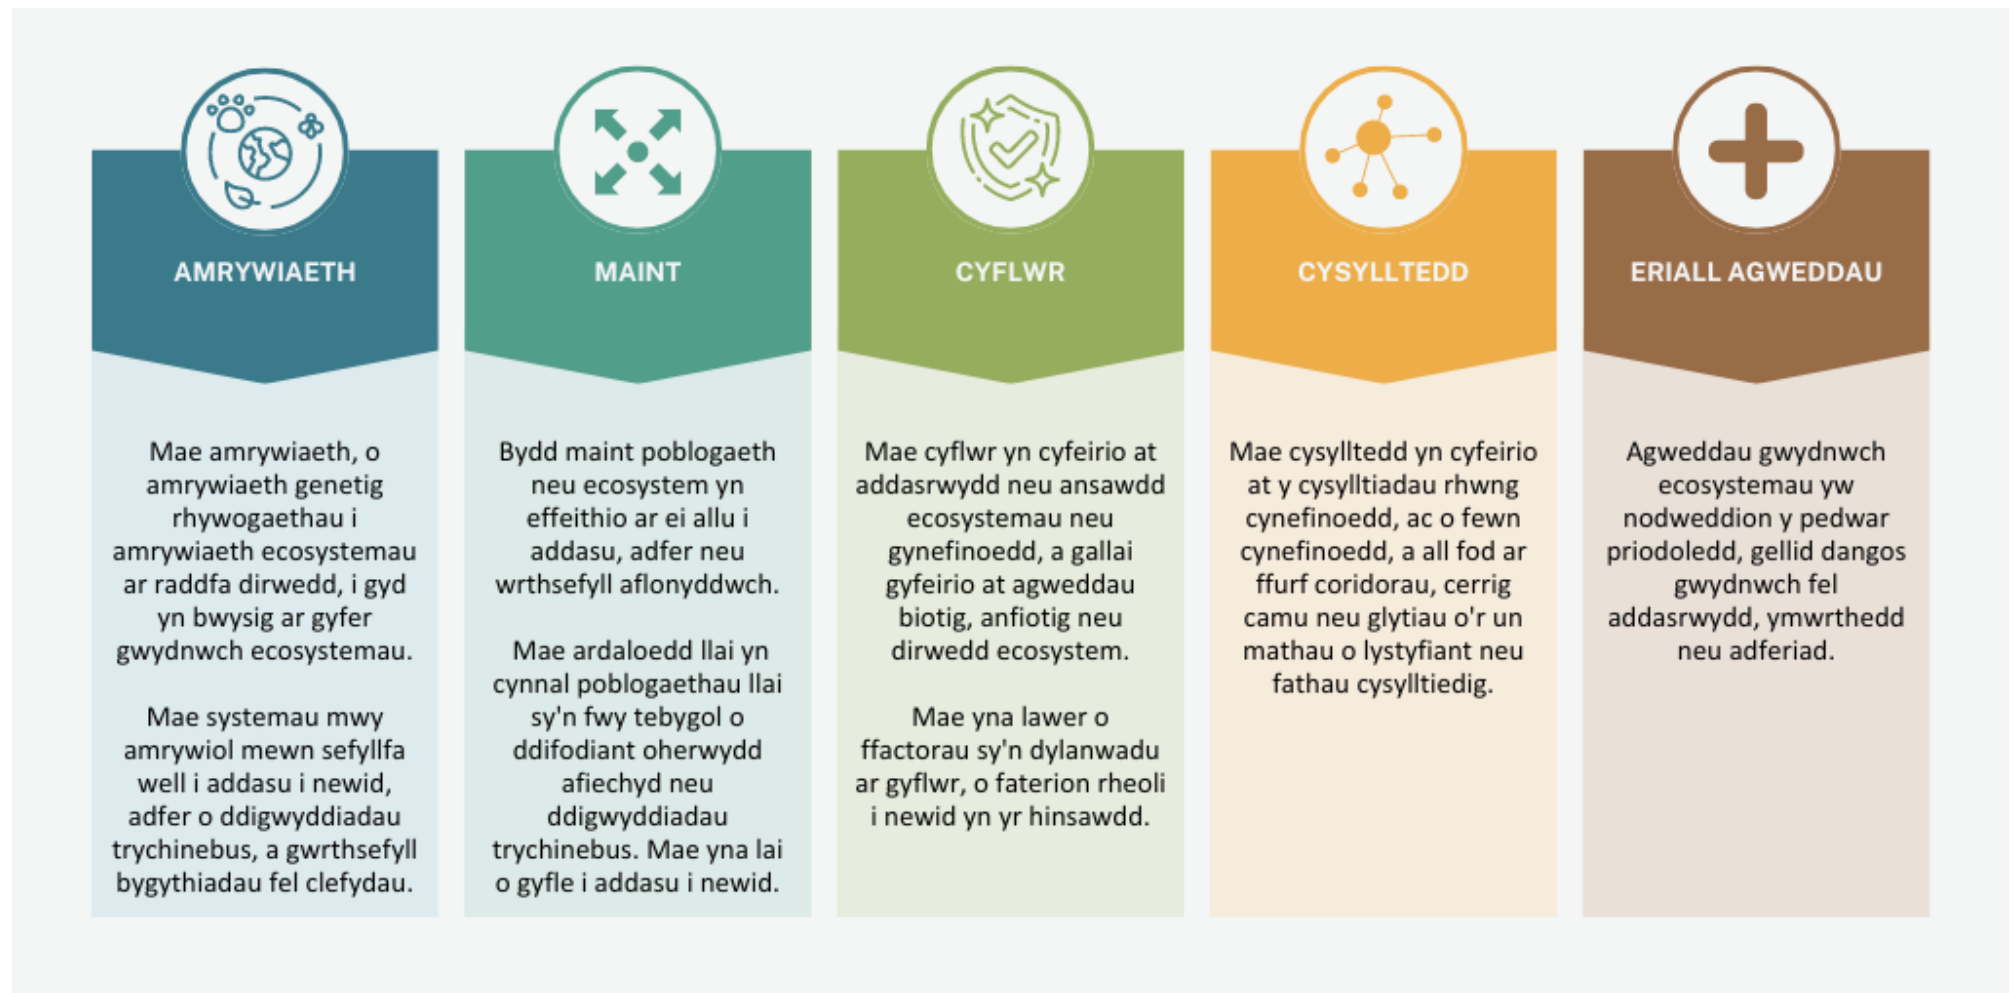 AMRYWIAETH
Mae amrywiaeth, o
amrywiaeth genetig
rhywogaethau i
amrywiaeth ecosystemau
ar raddfa dirwedd, i gyd
yn bwysig ar gyfer
gwydnwch ecosystemau.
Mae systemau mwy
amrywiol mewn sefyllfa
well i addasu i newid,
adfer o ddigwyddiadau
trychinebus, a gwrthsefyll
bygythiadau fel clefydau.
MAINT
Bydd maint poblogaeth
neu ecosystem yn
effeithio ar ei allu i
addasu, adfer neu
wrthsefyll aflonyddwch.
Mae ardaloedd llai yn
cynnal poblogaethau llai
sy'n fwy tebygol o
ddifodiant oherwydd
afiechyd neu
ddigwyddiadau
trychinebus. Mae yna lai
o gyfle i addasu i newid.
CYFLWR
Mae cyflwr yn cyfeirio at
addasrwydd neu ansawdd
ecosystemau neu
gynefinoedd, a gallai
gyfeirio at agweddau
biotig, anfiotig neu
dirwedd ecosystem.
Mae yna lawer o
ffactorau sy'n dylanwadu
ar gyflwr, o faterion rheoli
i newid yn yr hinsawdd.
CYSYLLTEDD
Mae cysylltedd yn cyfeirio
at y cysylltiadau rhwng
cynefinoedd, ac o fewn
cynefinoedd, a all fod ar
ffurf coridorau, cerrig
camu neu glytiau o'r un
mathau o lystyfiant neu
fathau cysylltiedig.
ERIALL AGWEDDAU
Agweddau gwydnwch
ecosystemau yw
nodweddion y pedwar
priodoledd, gellid dangos
gwydnwch fel
addasrwydd, ymwrthedd
neu adferiad.